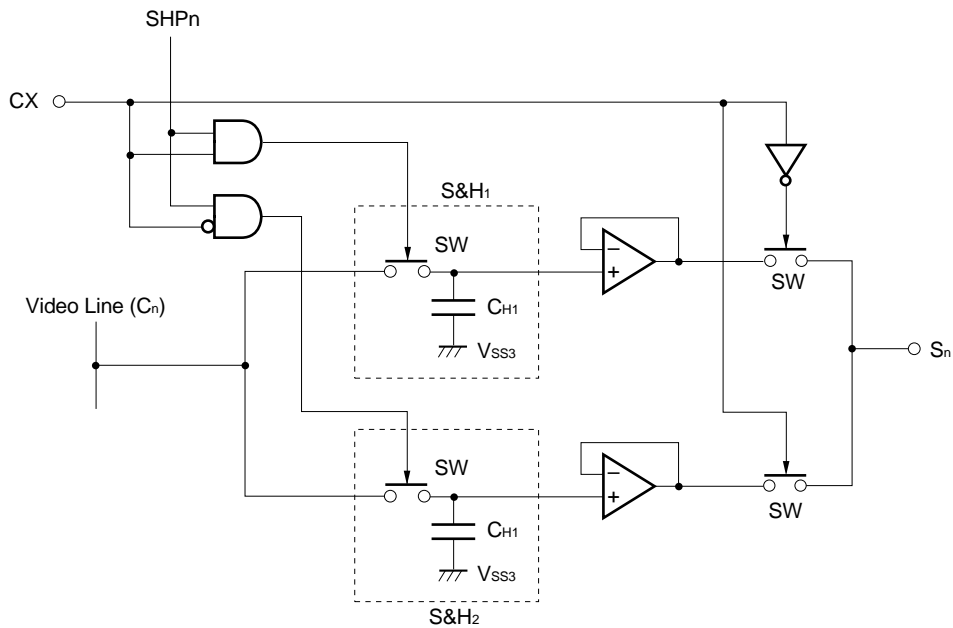 SHPn
CX
S&H1
SW
SW
Video Line (Cn)
CH1
VSS3
Sn
SW
SW
CH1
VSS3
S&H2